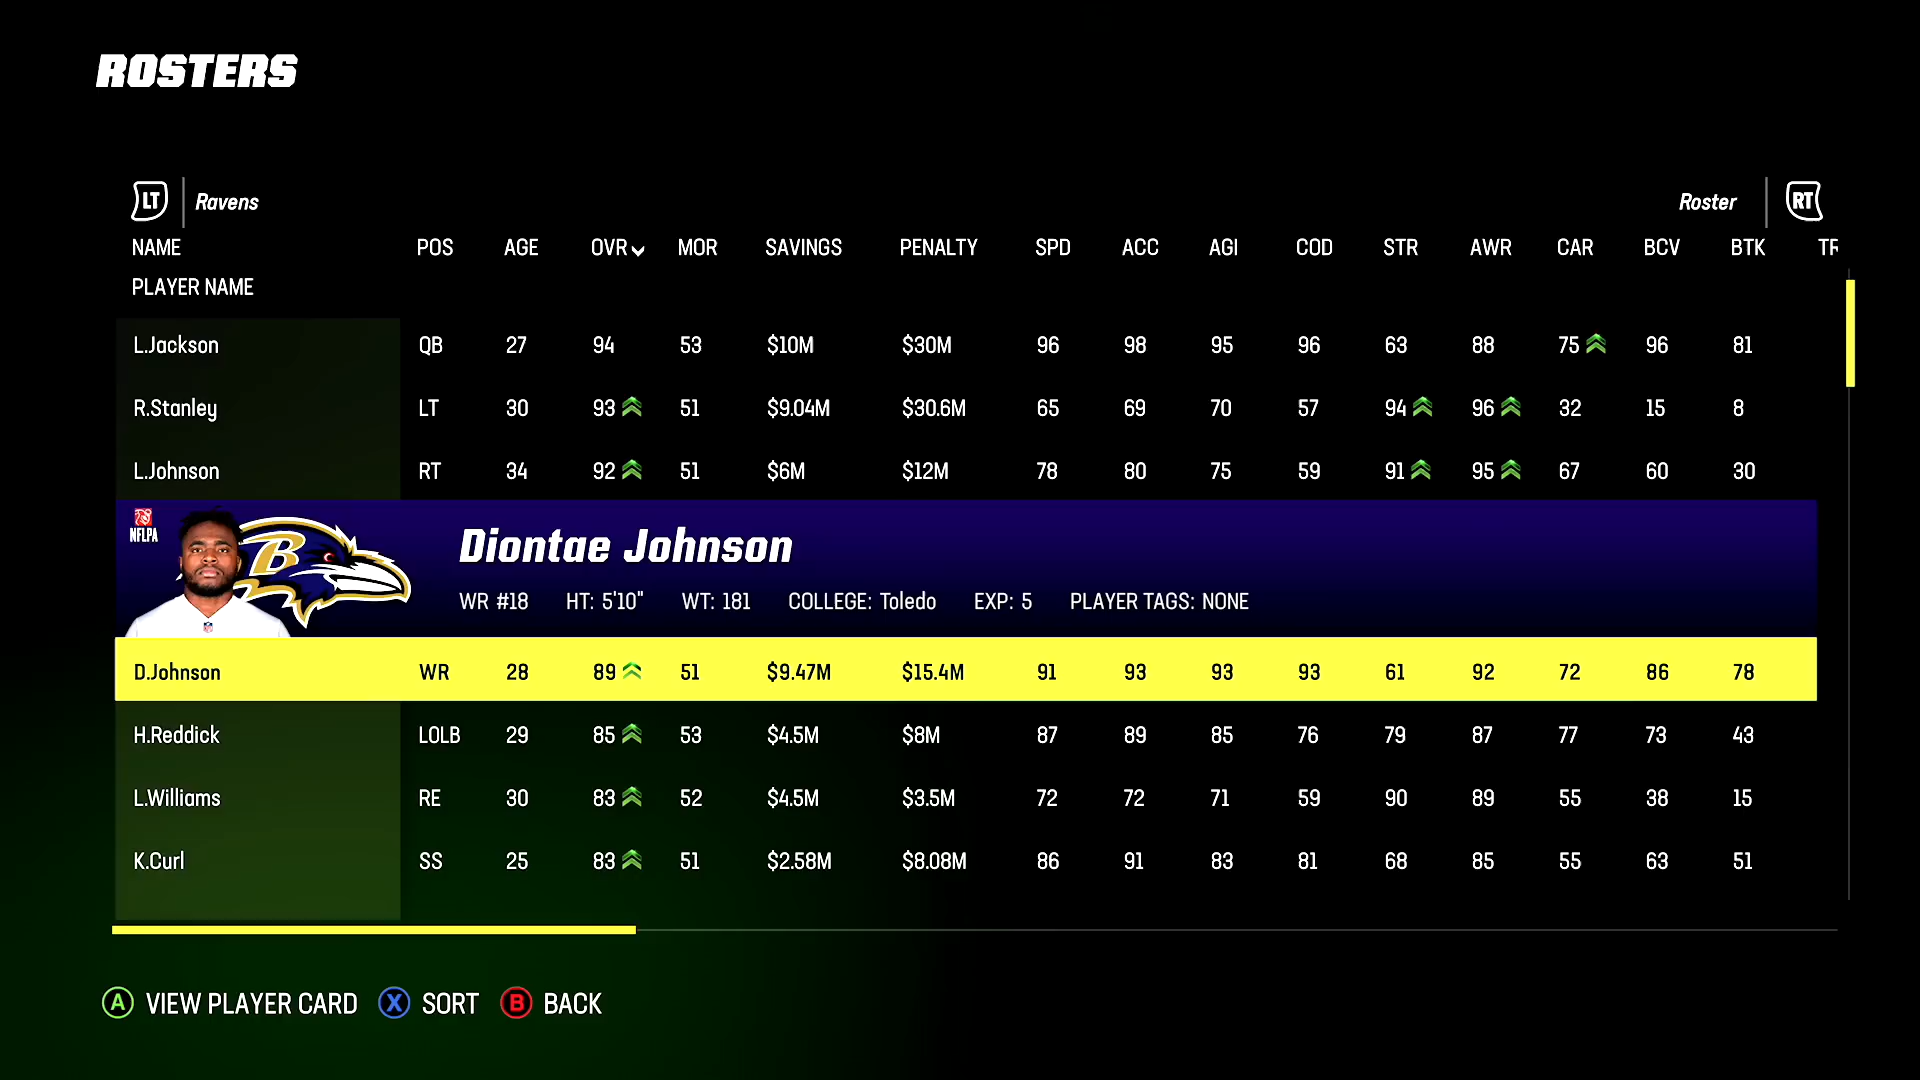 ROSTERS
LT Ravens Roster RT
NAME POS AGE OVR MOR SAVINGS PENALTY SPD ACC AGI COD STR AWR CAR BCV BTK TR
PLAYER NAME
L.Jackson QB 27 94 53 $10M $30M 96 98 95 96 63 88 75 96 81
R.Stanley LT 30 93 51 $9.04M $30.6M 65 69 70 57 94 96 32 15 8
L.Johnson RT 34 92 51 $6M $12M 78 80 75 59 91 95 67 60 30
NFLPA
B
Diontae Johnson
WR #18 HT: 5'10" WT: 181 COLLEGE: Toledo EXP: 5 PLAYER TAGS: NONE
D.Johnson WR 28 89 51 $9.47M $15.4M 91 93 93 93 61 92 72 86 78
H.Reddick LOLB 29 85 53 $4.5M $8M 87 89 85 76 79 87 77 73 43
L.Williams RE 30 83 52 $4.5M $3.5M 72 72 71 59 90 89 55 38 15
K.Curl SS 25 83 51 $2.58M $8.08M 86 91 83 81 68 85 55 63 51
A VIEW PLAYER CARD X SORT B BACK